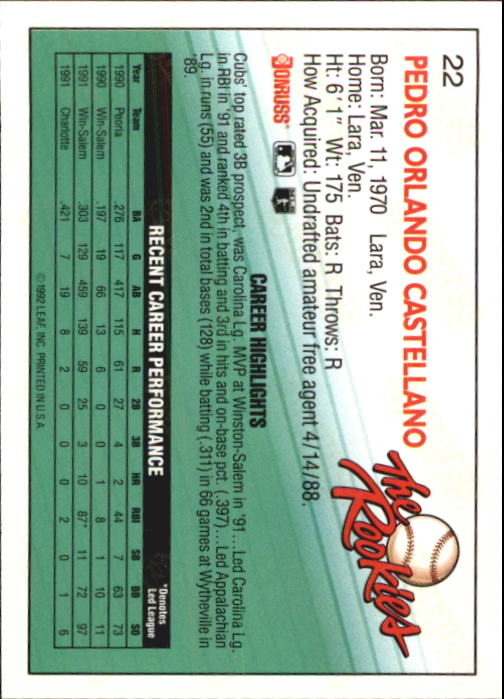 22
PEDRO ORLANDO CASTELLANO
Born: Mar. 11, 1970 Lara, Ven.
Home: Lara, Ven.
Ht: 6'1" Wt: 175 Bats: R Throws: R
How Acquired: Undrafted amateur free agent 4/14/88.
The Rookies
DONRUSS
CAREER HIGHLIGHTS
Cubs' top rated 3B prospect, was Carolina Lg. MVP at Winston-Salem in '91...Led Carolina Lg.
in RBI in '91 and ranked 4th in batting and 3rd in hits and on-base pct. (.397)...Led Appalachian
Lg. in runs (55) and was 2nd in total bases (128) while batting (.311) in 66 games at Wytheville in
'89.
RECENT CAREER PERFORMANCE
*Denotes
Led League
Year Team BA G AB H R 2B 3B HR RBI SB BB SO
1990 Peoria .276 117 417 115 61 27 4 2 44 7 63 73
1990 Win-Salem .197 19 66 13 6 0 0 1 8 1 10 11
1991 Win-Salem .303 129 459 139 59 25 3 10 87* 11 72 97
1991 Charlotte .421 7 19 8 2 0 0 0 2 0 1 6
©1992 LEAF, INC. PRINTED IN U.S.A.